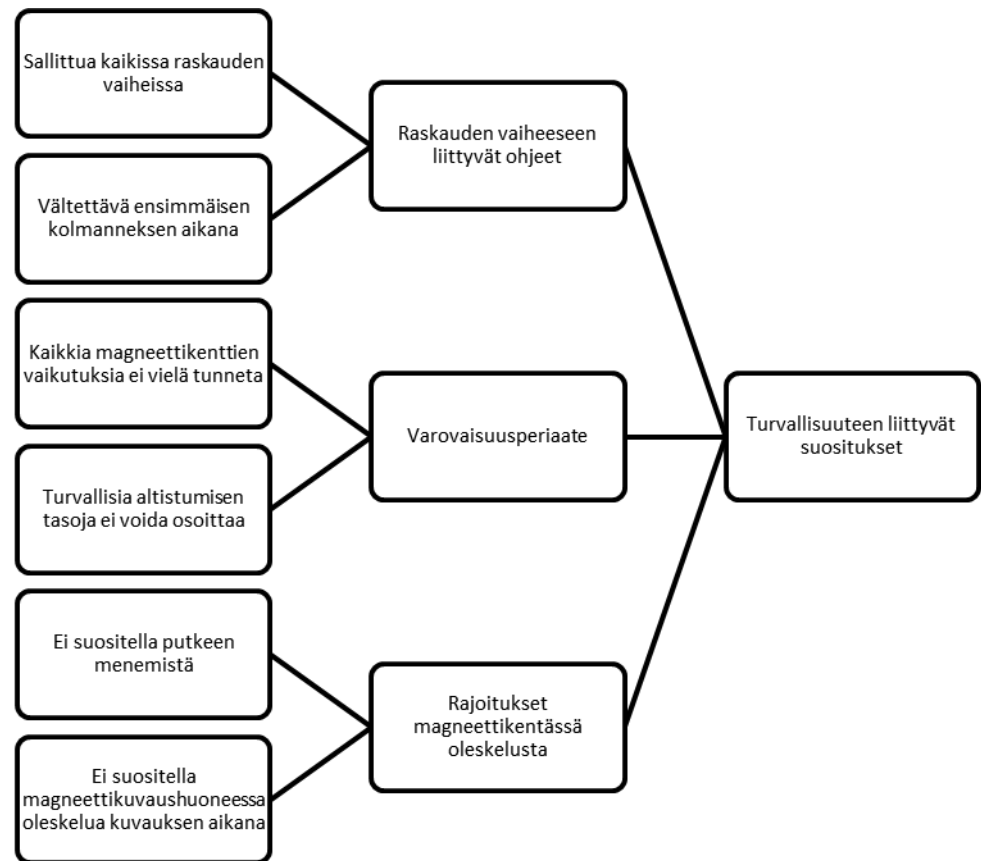 Sallittua kaikissa raskauden
vaiheissa
Vältettävä ensimmäisen
kolmanneksen aikana
Kaikkia magneettikenttien
vaikutuksia ei vielä tunneta
Turvallisia altistumisen
tasoja ei voida osoittaa
Ei suositella putkeen
menemistä
Ei suositella
magneettikuvaushuoneessa
oleskelua kuvauksen aikana
Raskauden vaiheeseen
liittyvät ohjeet
Varovaisuusperiaate
Rajoitukset
magneettikentässä
oleskelusta
Turvallisuuteen liittyvät
suositukset